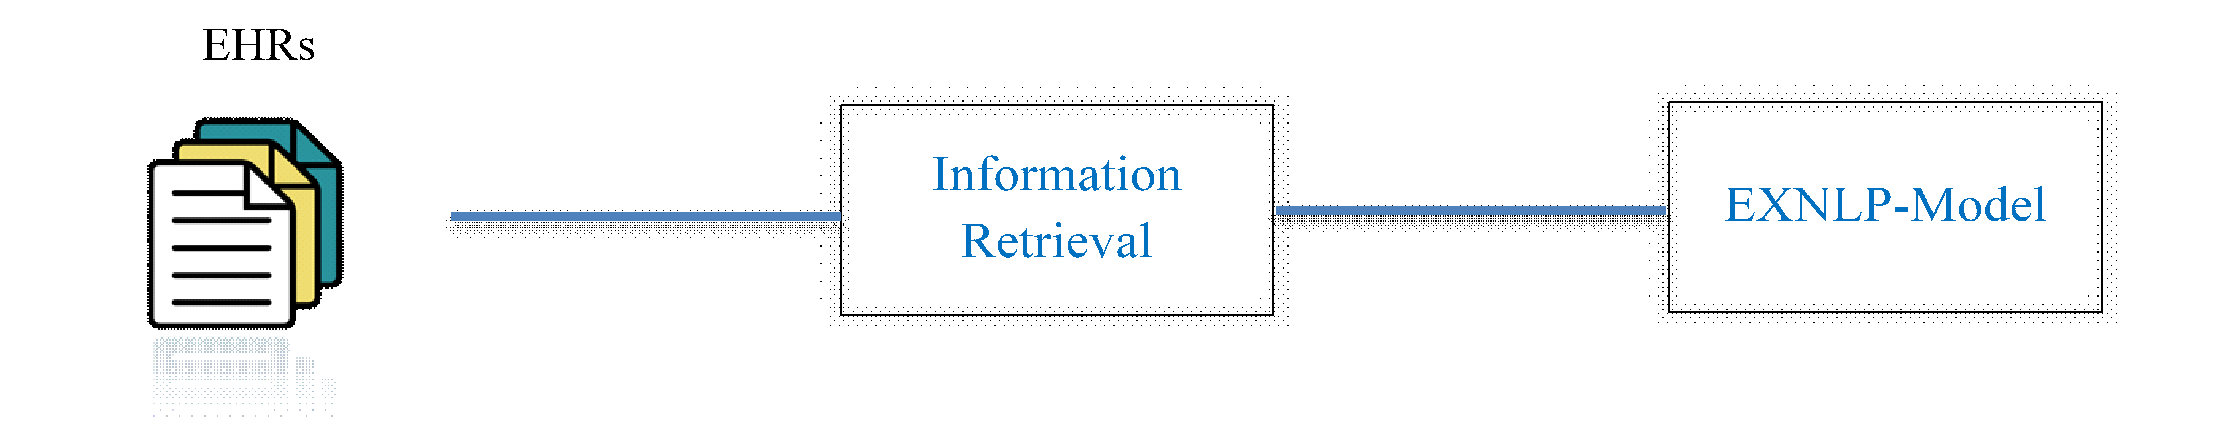 EHRs
Information
Retrieval
EXNLP-Model